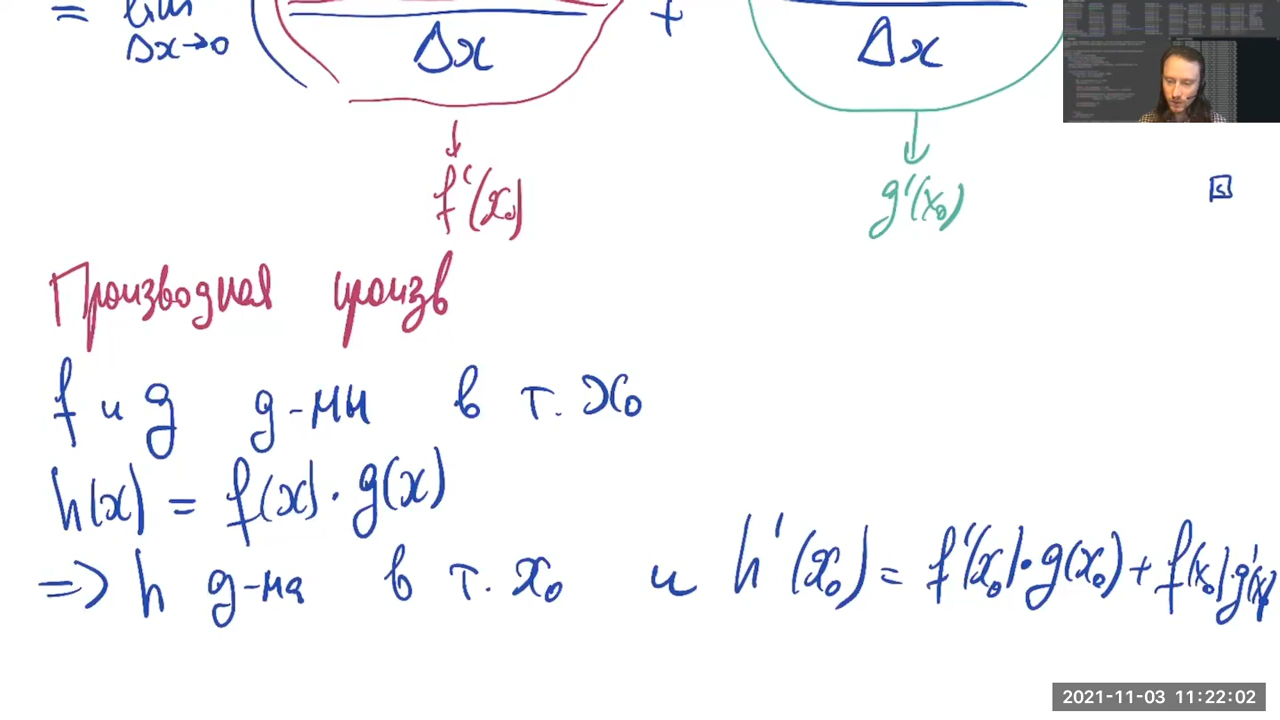 = lim
Δx→0
Δx
+
Δx
f'(x₀)
g'(x₀)
Производная произв
f и g д-мы в т. x₀
h(x) = f(x) · g(x)
=> h д-ма в т. x₀ и h'(x₀) = f'(x₀) · g(x₀) + f(x₀) · g'(x₀)
2021-11-03 11:22:02